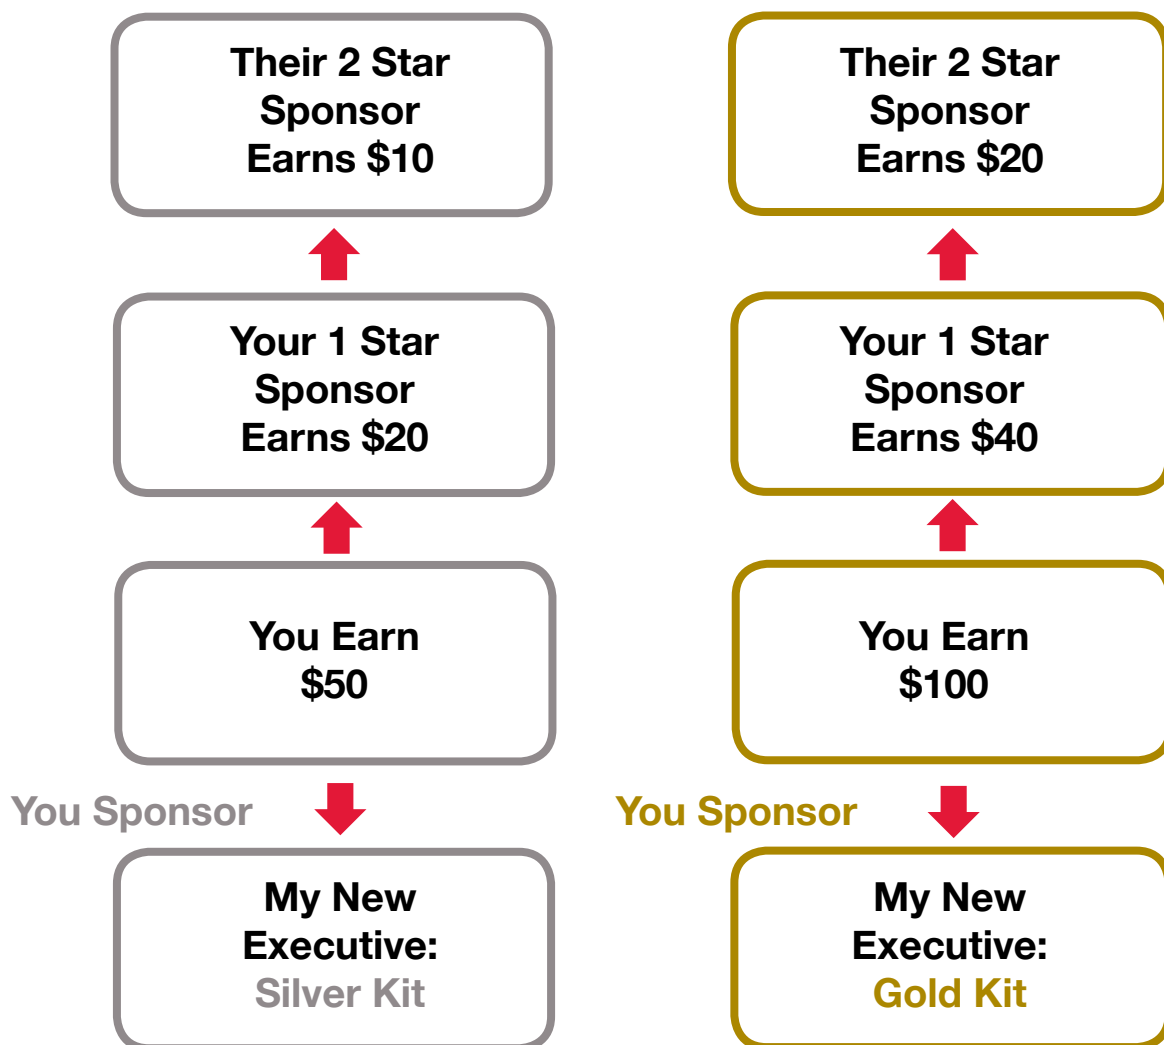 Their 2 Star
Sponsor
Earns $10
Your 1 Star
Sponsor
Earns $20
You Earn
$50
You Sponsor
My New
Executive:
Silver Kit
Their 2 Star
Sponsor
Earns $20
Your 1 Star
Sponsor
Earns $40
You Earn
$100
You Sponsor
My New
Executive:
Gold Kit